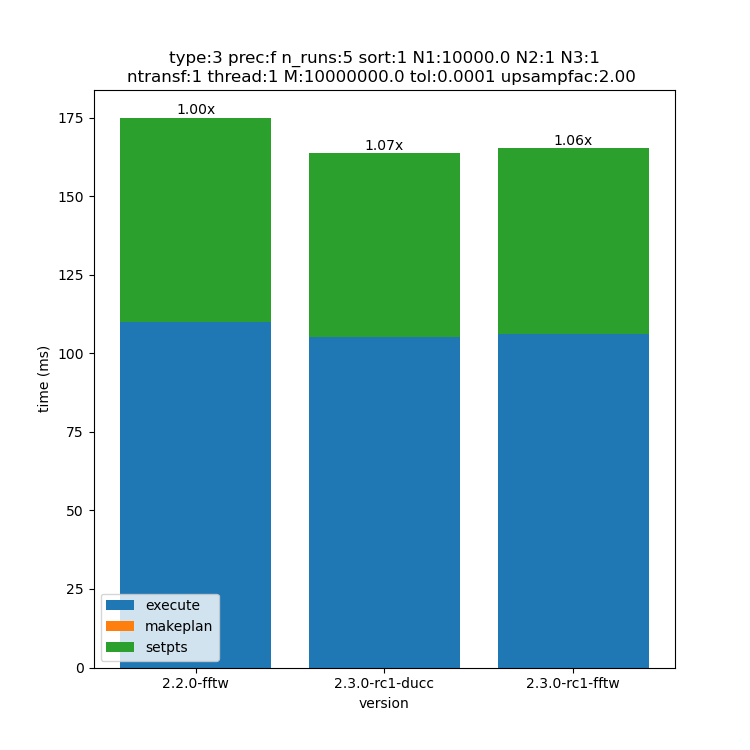 type:3 prec:f n_runs:5 sort:1 N1:10000.0 N2:1 N3:1
ntransf:1 thread:1 M:10000000.0 tol:0.0001 upsampfac:2.00
1.00x
1.07x
1.06x
175
150
125
100
75
50
25
0
time (ms)
execute
makeplan
setpts
2.2.0-fftw
2.3.0-rc1-ducc
2.3.0-rc1-fftw
version